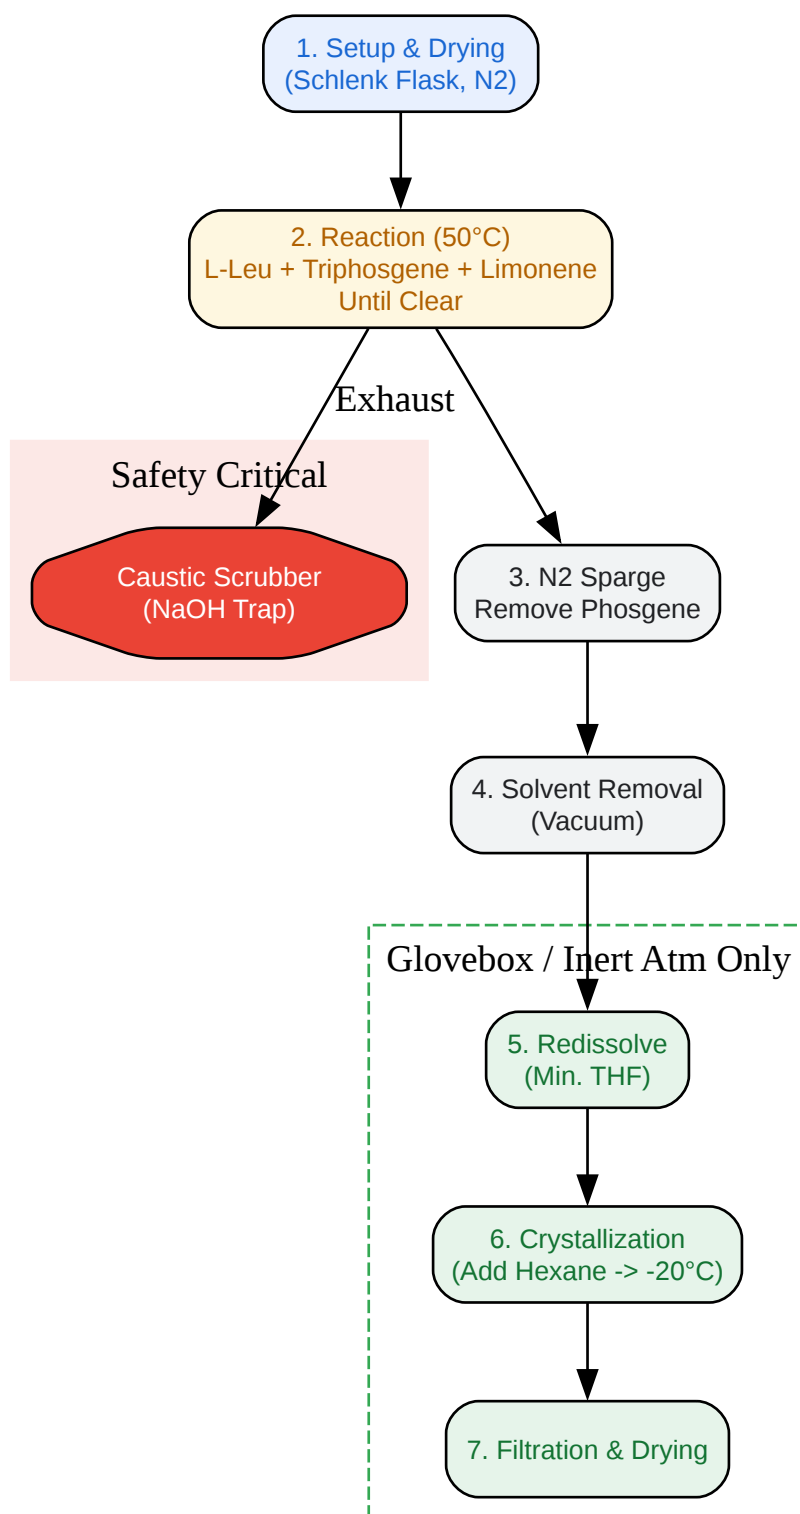 1. Setup & Drying
(Schlenk Flask, N2)
2. Reaction (50°C)
L-Leu + Triphosgene + Limonene
Until Clear
Exhaust
Safety Critical
Caustic Scrubber
(NaOH Trap)
3. N2 Sparge
Remove Phosgene
4. Solvent Removal
(Vacuum)
Glovebox / Inert Atm Only
5. Redissolve
(Min. THF)
6. Crystallization
(Add Hexane -> -20°C)
7. Filtration & Drying